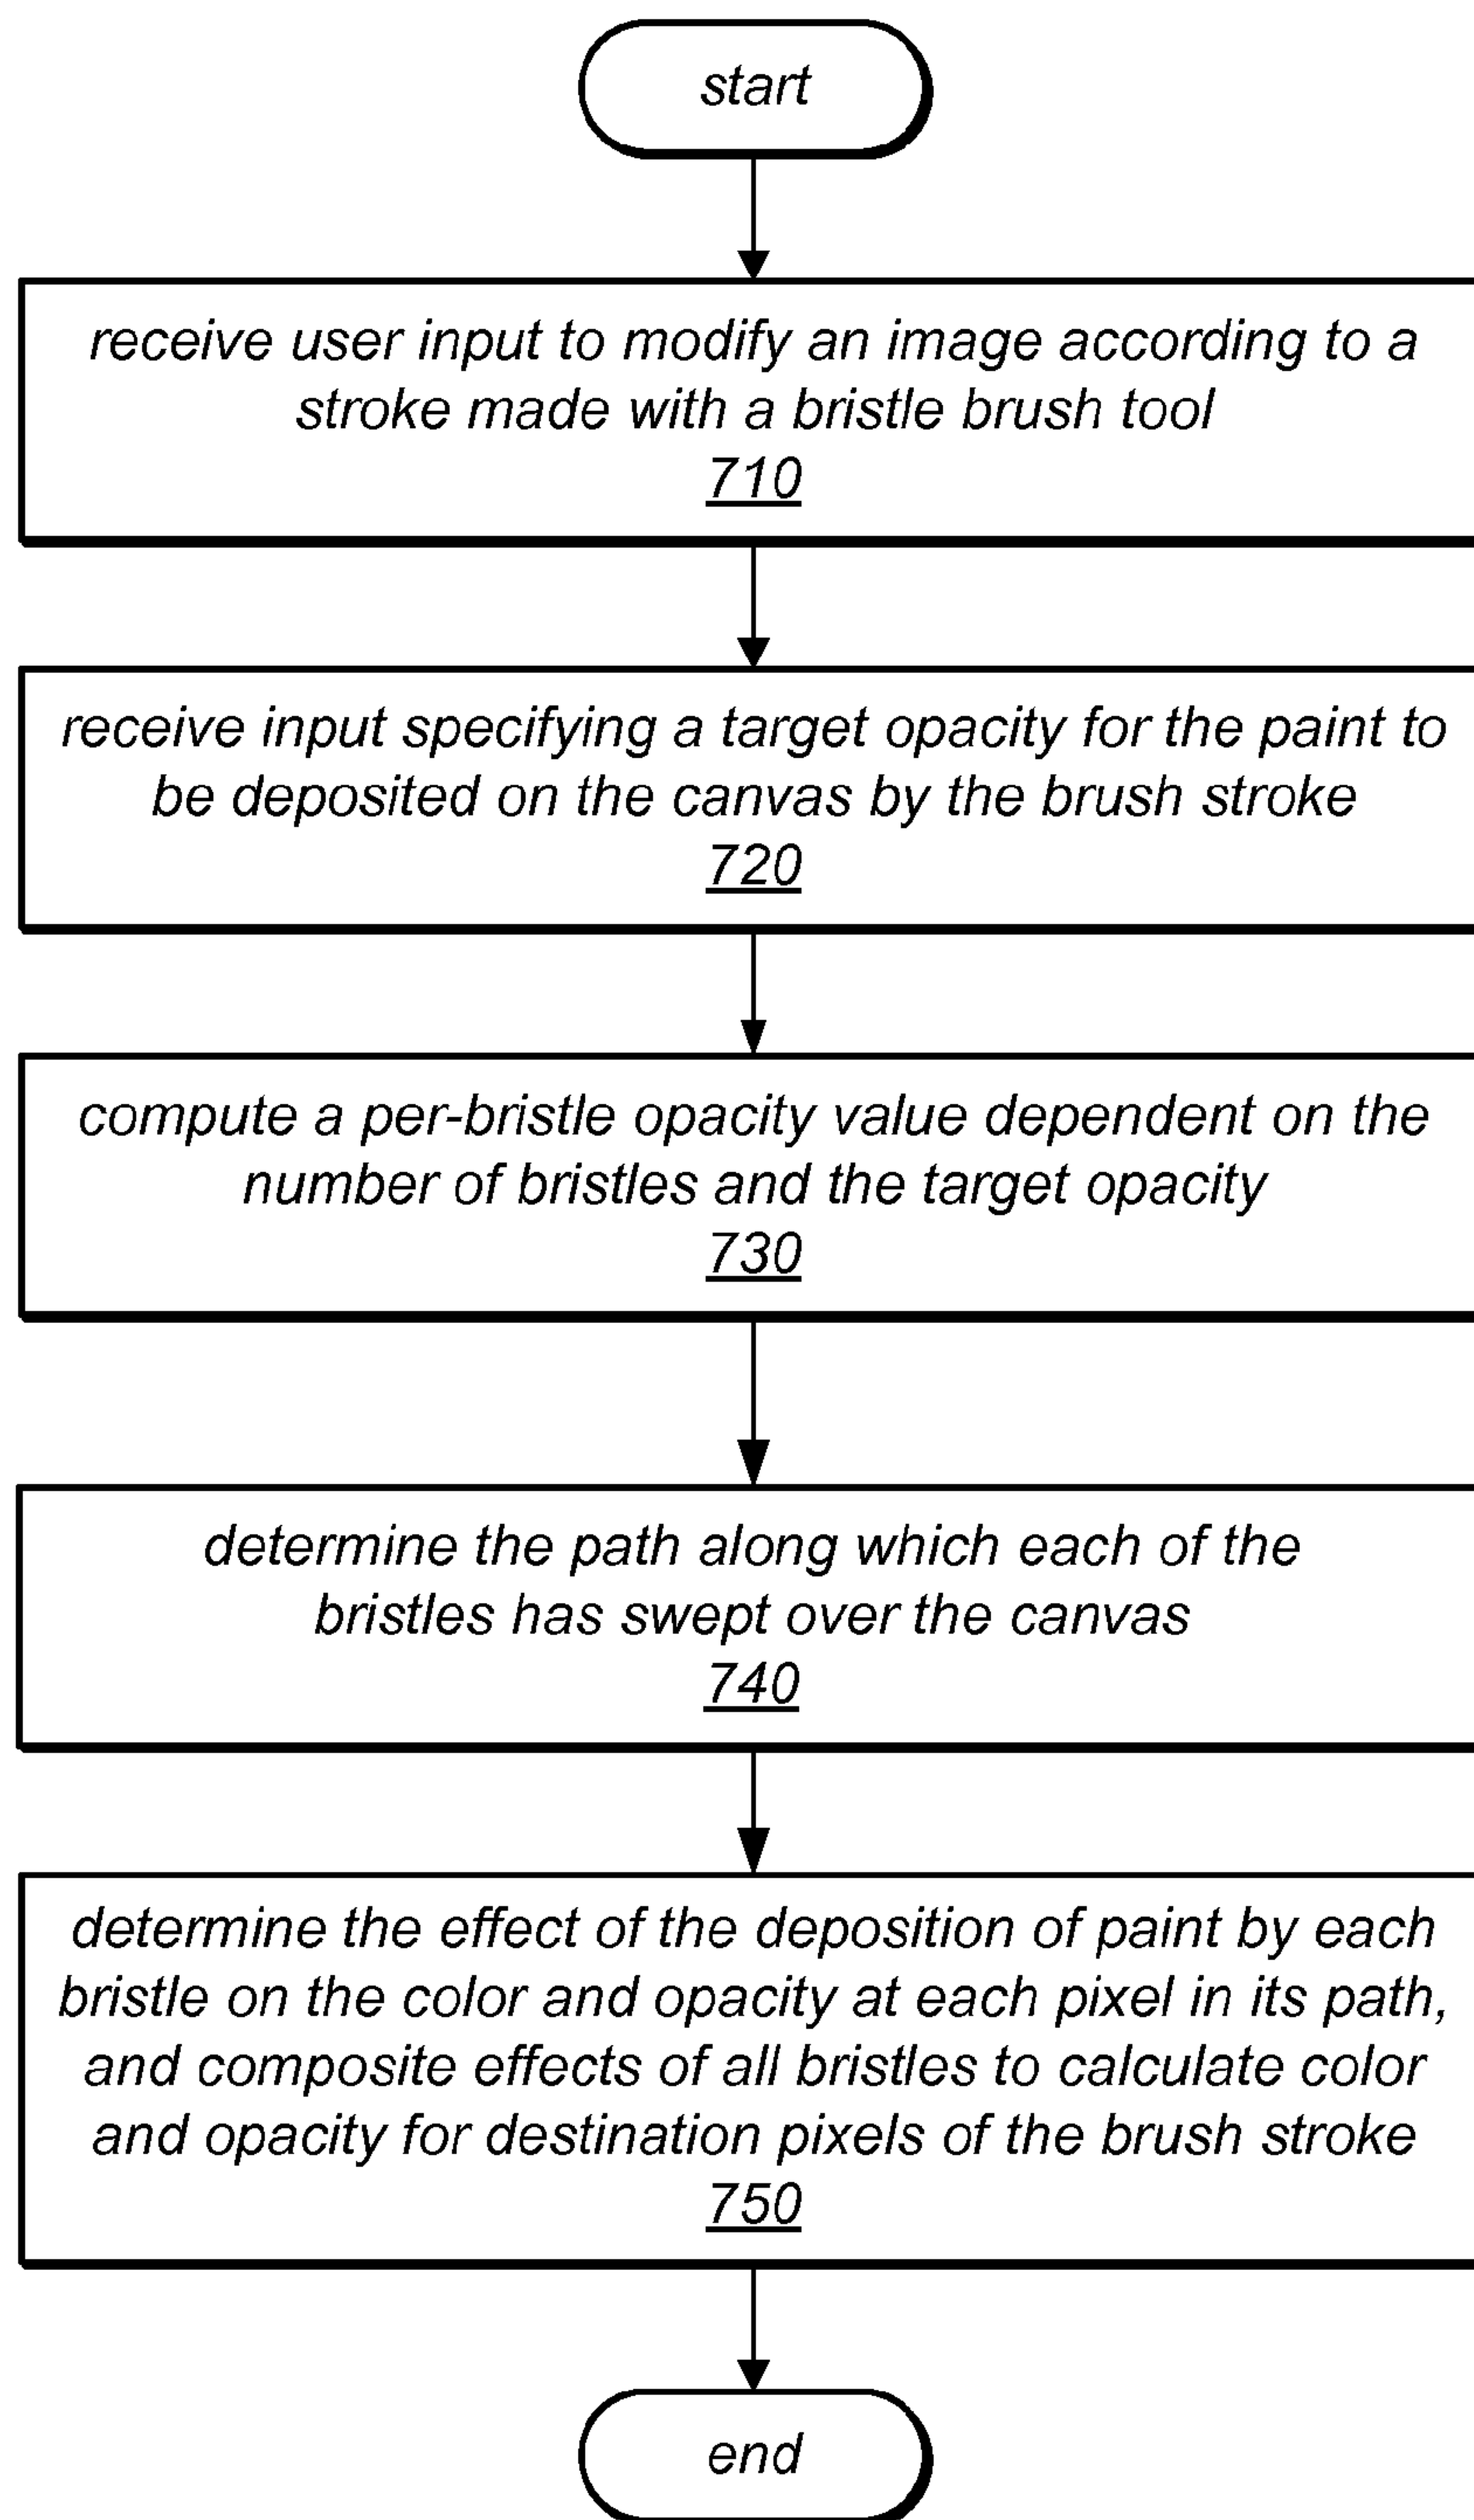 start
receive user input to modify an image according to a
stroke made with a bristle brush tool
710
receive input specifying a target opacity for the paint to
be deposited on the canvas by the brush stroke
720
compute a per-bristle opacity value dependent on the
number of bristles and the target opacity
730
determine the path along which each of the
bristles has swept over the canvas
740
determine the effect of the deposition of paint by each
bristle on the color and opacity at each pixel in its path,
and composite effects of all bristles to calculate color
and opacity for destination pixels of the brush stroke
750
end